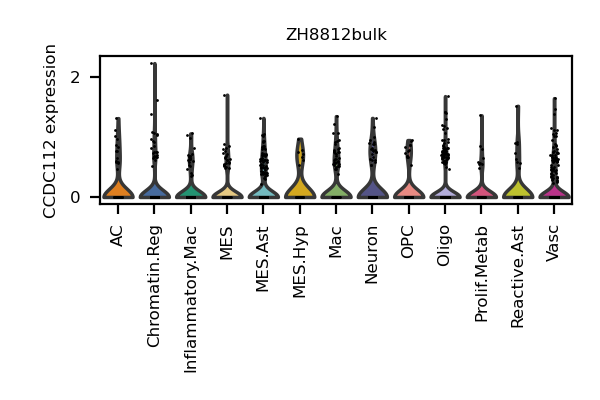 ZH8812bulk
CCDC112 expression
2
0
AC
Chromatin.Reg
Inflammatory.Mac
MES
MES.Ast
MES.Hyp
Mac
Neuron
OPC
Oligo
Prolif.Metab
Reactive.Ast
Vasc